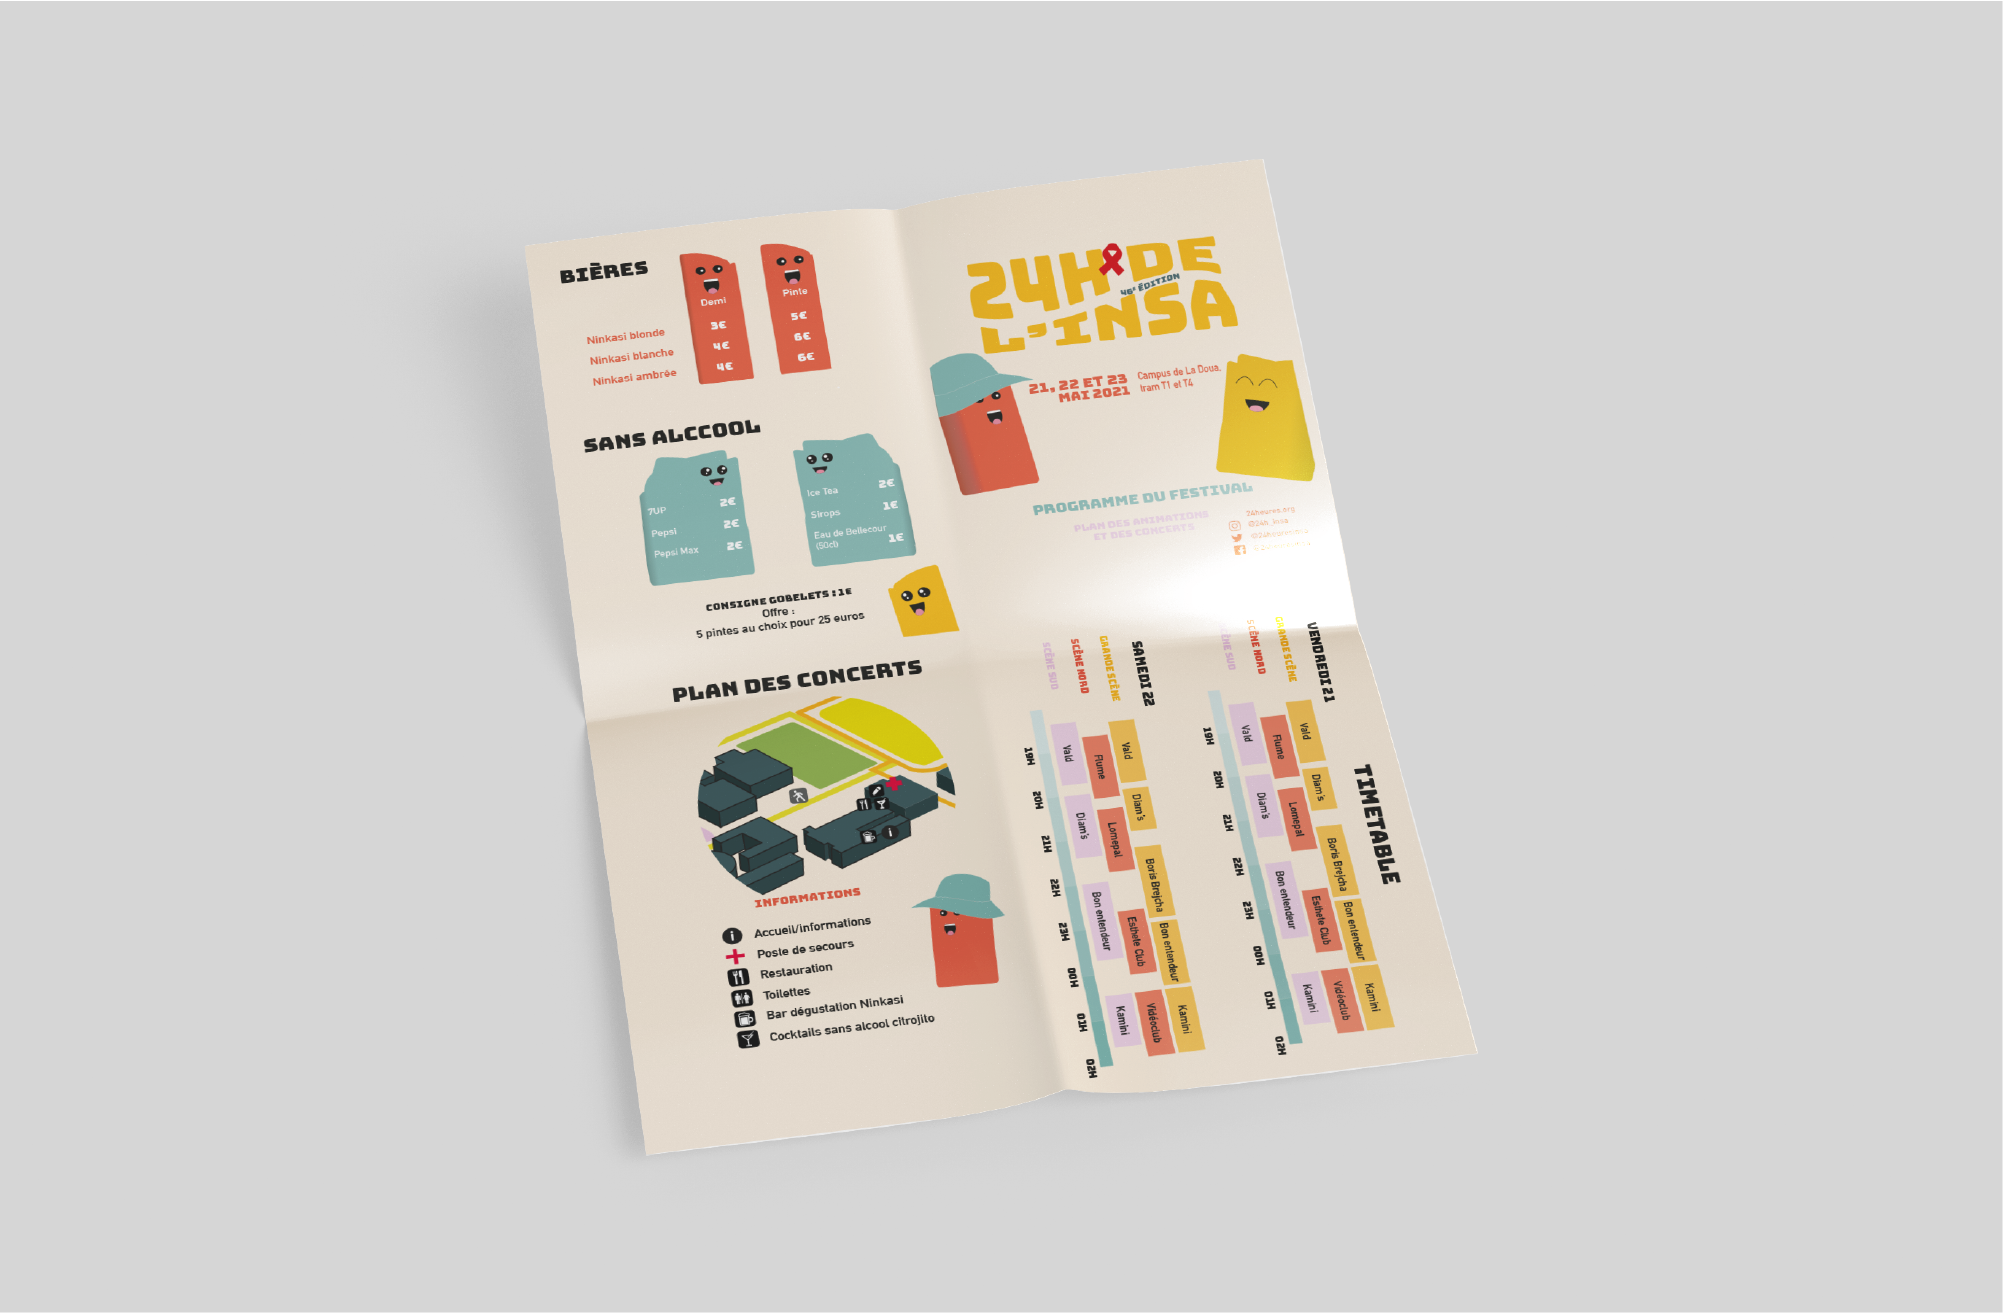 BIÈRES
Demi
Pinte
Ninkasi blonde 3€ 5€
Ninkasi blanche 4€ 6€
Ninkasi ambrée 4€ 6€
SANS ALCCOOL
7UP 2€
Pepsi 2€
Pepsi Max 2€
Ice Tea 2€
Sirops 1€
Eau de Bellecour
(50cl) 1€
CONSIGNE GOBELETS : 1€
Offre :
5 pintes au choix pour 25 euros
24H DE
46e ÉDITION
L'INSA
21, 22 ET 23
MAI 2021
Campus de La Doua,
tram T1 et T4
PROGRAMME DU FESTIVAL
PLAN DES ANIMATIONS
ET DES CONCERTS
24heures.org
@24h_insa
PLAN DES CONCERTS
INFORMATIONS
Accueil/informations
Poste de secours
Restauration
Toilettes
Bar dégustation Ninkasi
Cocktails sans alcool citrojito
TIMETABLE
VENDREDI 21
GRANDE SCÈNE
Vald
Diam's
Boris Brejcha
Bon entendeur
Kamini
SCÈNE NORD
Flume
Lomepal
Esthete Club
Vidéoclub
SCÈNE SUD
Vald
Diam's
Bon entendeur
Kamini
19H
20H
21H
22H
23H
00H
01H
02H
SAMEDI 22
GRANDE SCÈNE
Vald
Diam's
Boris Brejcha
Bon entendeur
Kamini
SCÈNE NORD
Flume
Lomepal
Esthete Club
Vidéoclub
SCÈNE SUD
Vald
Diam's
Bon entendeur
Kamini
19H
20H
21H
22H
23H
00H
01H
02H